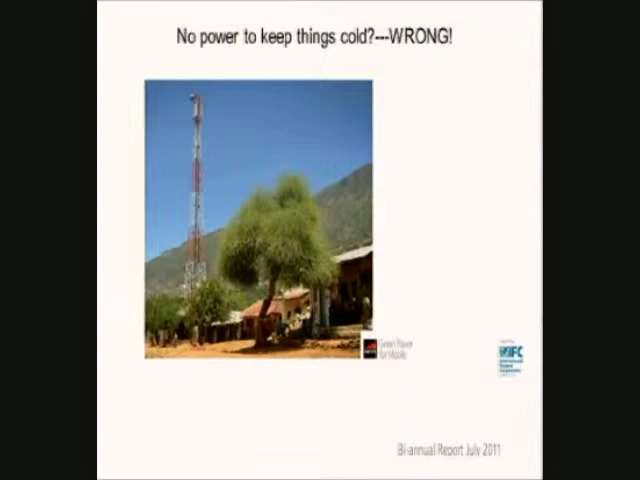 No power to keep things cold?---WRONG!
Green Power
for Mobile
IFC
International
Finance
Corporation
Bi-annual Report July 2011